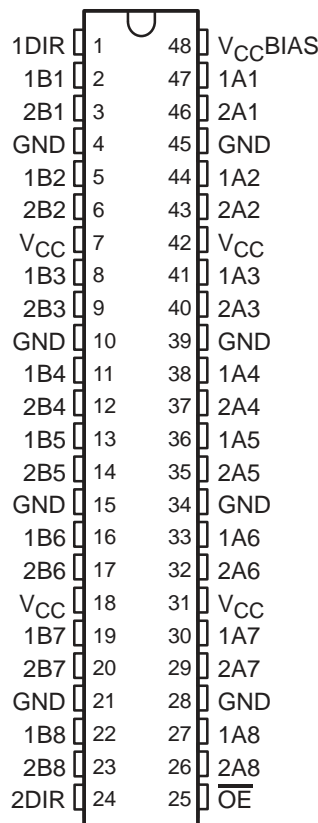 1DIR 1 48 VCCBIAS
1B1 2 47 1A1
2B1 3 46 2A1
GND 4 45 GND
1B2 5 44 1A2
2B2 6 43 2A2
VCC 7 42 VCC
1B3 8 41 1A3
2B3 9 40 2A3
GND 10 39 GND
1B4 11 38 1A4
2B4 12 37 2A4
1B5 13 36 1A5
2B5 14 35 2A5
GND 15 34 GND
1B6 16 33 1A6
2B6 17 32 2A6
VCC 18 31 VCC
1B7 19 30 1A7
2B7 20 29 2A7
GND 21 28 GND
1B8 22 27 1A8
2B8 23 26 2A8
2DIR 24 25 O̅E̅